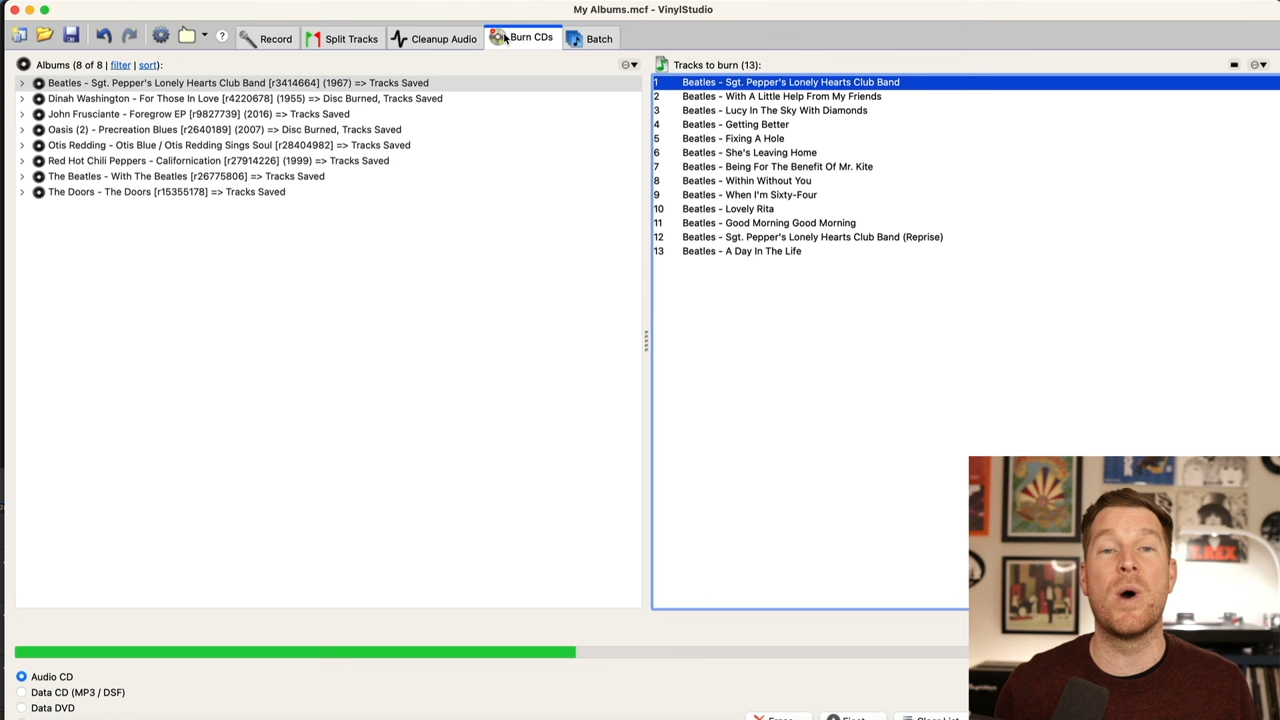 My Albums.mcf - VinylStudio
? Record Split Tracks Cleanup Audio Burn CDs Batch
Albums (8 of 8 | filter | sort):
Beatles - Sgt. Pepper's Lonely Hearts Club Band [r3414664] (1967) => Tracks Saved
Dinah Washington - For Those In Love [r4220678] (1955) => Disc Burned, Tracks Saved
John Frusciante - Foregrow EP [r9827739] (2016) => Tracks Saved
Oasis (2) - Precreation Blues [r2640189] (2007) => Disc Burned, Tracks Saved
Otis Redding - Otis Blue / Otis Redding Sings Soul [r28404982] => Tracks Saved
Red Hot Chili Peppers - Californication [r27914226] (1999) => Tracks Saved
The Beatles - With The Beatles [r26775806] => Tracks Saved
The Doors - The Doors [r15355178] => Tracks Saved
Tracks to burn (13):
1 Beatles - Sgt. Pepper's Lonely Hearts Club Band
2 Beatles - With A Little Help From My Friends
3 Beatles - Lucy In The Sky With Diamonds
4 Beatles - Getting Better
5 Beatles - Fixing A Hole
6 Beatles - She's Leaving Home
7 Beatles - Being For The Benefit Of Mr. Kite
8 Beatles - Within Without You
9 Beatles - When I'm Sixty-Four
10 Beatles - Lovely Rita
11 Beatles - Good Morning Good Morning
12 Beatles - Sgt. Pepper's Lonely Hearts Club Band (Reprise)
13 Beatles - A Day In The Life
T.REX
Audio CD
Data CD (MP3 / DSF)
Data DVD